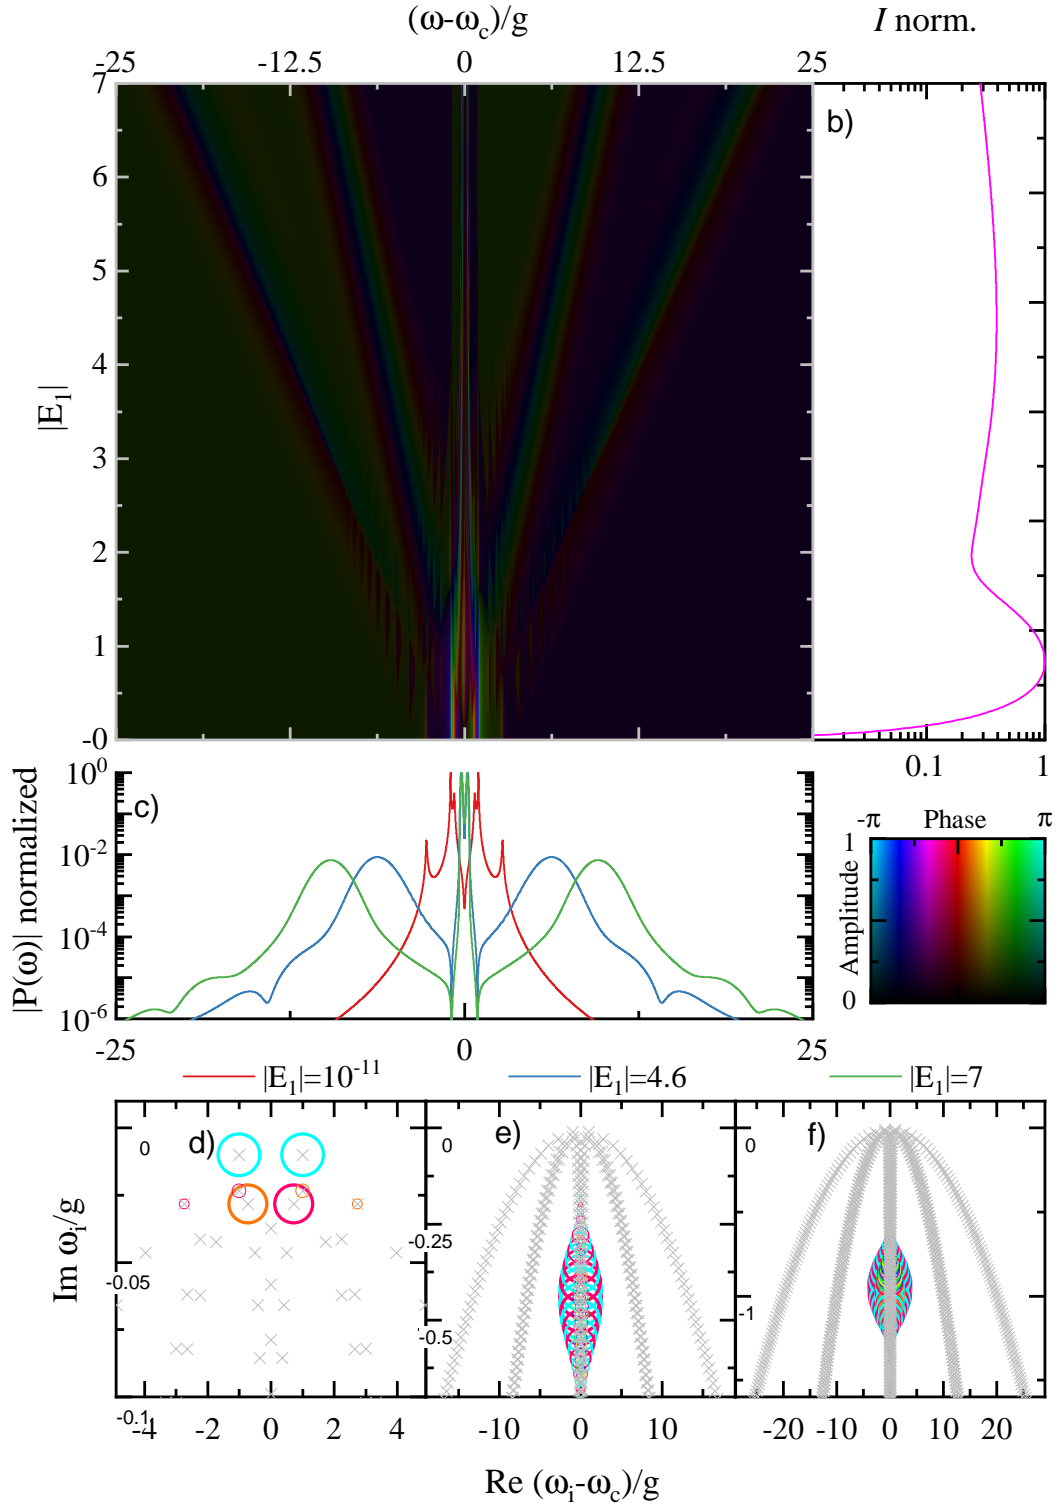 (ω-ω_c)/g
I norm.
-25 -12.5 0 12.5 25
7
6
5
4
3
2
1
-0
|E_1|
b)
0.1 1
c)
|P(ω)| normalized
10^0
10^-2
10^-4
10^-6
-25 0 25
-π Phase π
Amplitude
1
0
|E_1|=10^-11
|E_1|=4.6
|E_1|=7
d)
e)
f)
Im ω_i/g
0
-0.05
-0.1
0
-0.25
-0.5
0
-1
-4 -2 0 2 4
-10 0 10
-20 -10 0 10 20
Re (ω_i-ω_c)/g